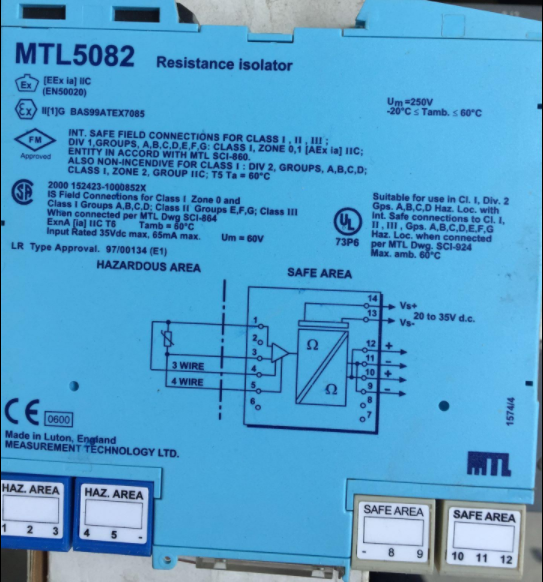 MTL5082 Resistance isolator
[EEx ia] IIC
(EN50020)
II[1]G BAS99ATEX7085
Um =250V
-20°C ≤ Tamb. ≤ 60°C
FM
Approved
INT. SAFE FIELD CONNECTIONS FOR CLASS I , II , III ;
DIV 1,GROUPS, A,B,C,D,E,F,G: CLASS I, ZONE 0,1 [AEx ia] IIC;
ENTITY IN ACCORD WITH MTL SCI-860.
ALSO NON-INCENDIVE FOR CLASS I : DIV 2, GROUPS, A,B,C,D;
CLASS I, ZONE 2, GROUP IIC; T5 Ta = 60°C
2000 152423-1000852X
IS Field Connections for Class I Zone 0 and
Class I Groups A,B,C,D; Class II Groups E,F,G; Class III
When connected per MTL Dwg SCI-864
ExnA [ia] IIC T6 Tamb = 60°C
Input Rated 35Vdc max, 65mA max. Um = 60V
LR Type Approval. 97/00134 (E1)
UL
73P6
Suitable for use in Cl. I, Div. 2
Gps. A,B,C,D Haz. Loc. with
Int. Safe connections to Cl. I,
II , III , Gps. A,B,C,D,E,F,G
Haz. Loc. when connected
per MTL Dwg. SCI-924
Max. amb. 60°C
HAZARDOUS AREA
SAFE AREA
14
Vs+
13
Vs-
20 to 35V d.c.
1
2
3
3 WIRE
4
4 WIRE
5
6
Ω
Ω
12 +
11 -
10 +
9 -
8
7
CE 0600
Made in Luton, England
MEASUREMENT TECHNOLOGY LTD.
1574/4
MTL
HAZ. AREA
1 2 3
HAZ. AREA
4 5 -
SAFE AREA
- 8 9
SAFE AREA
10 11 12